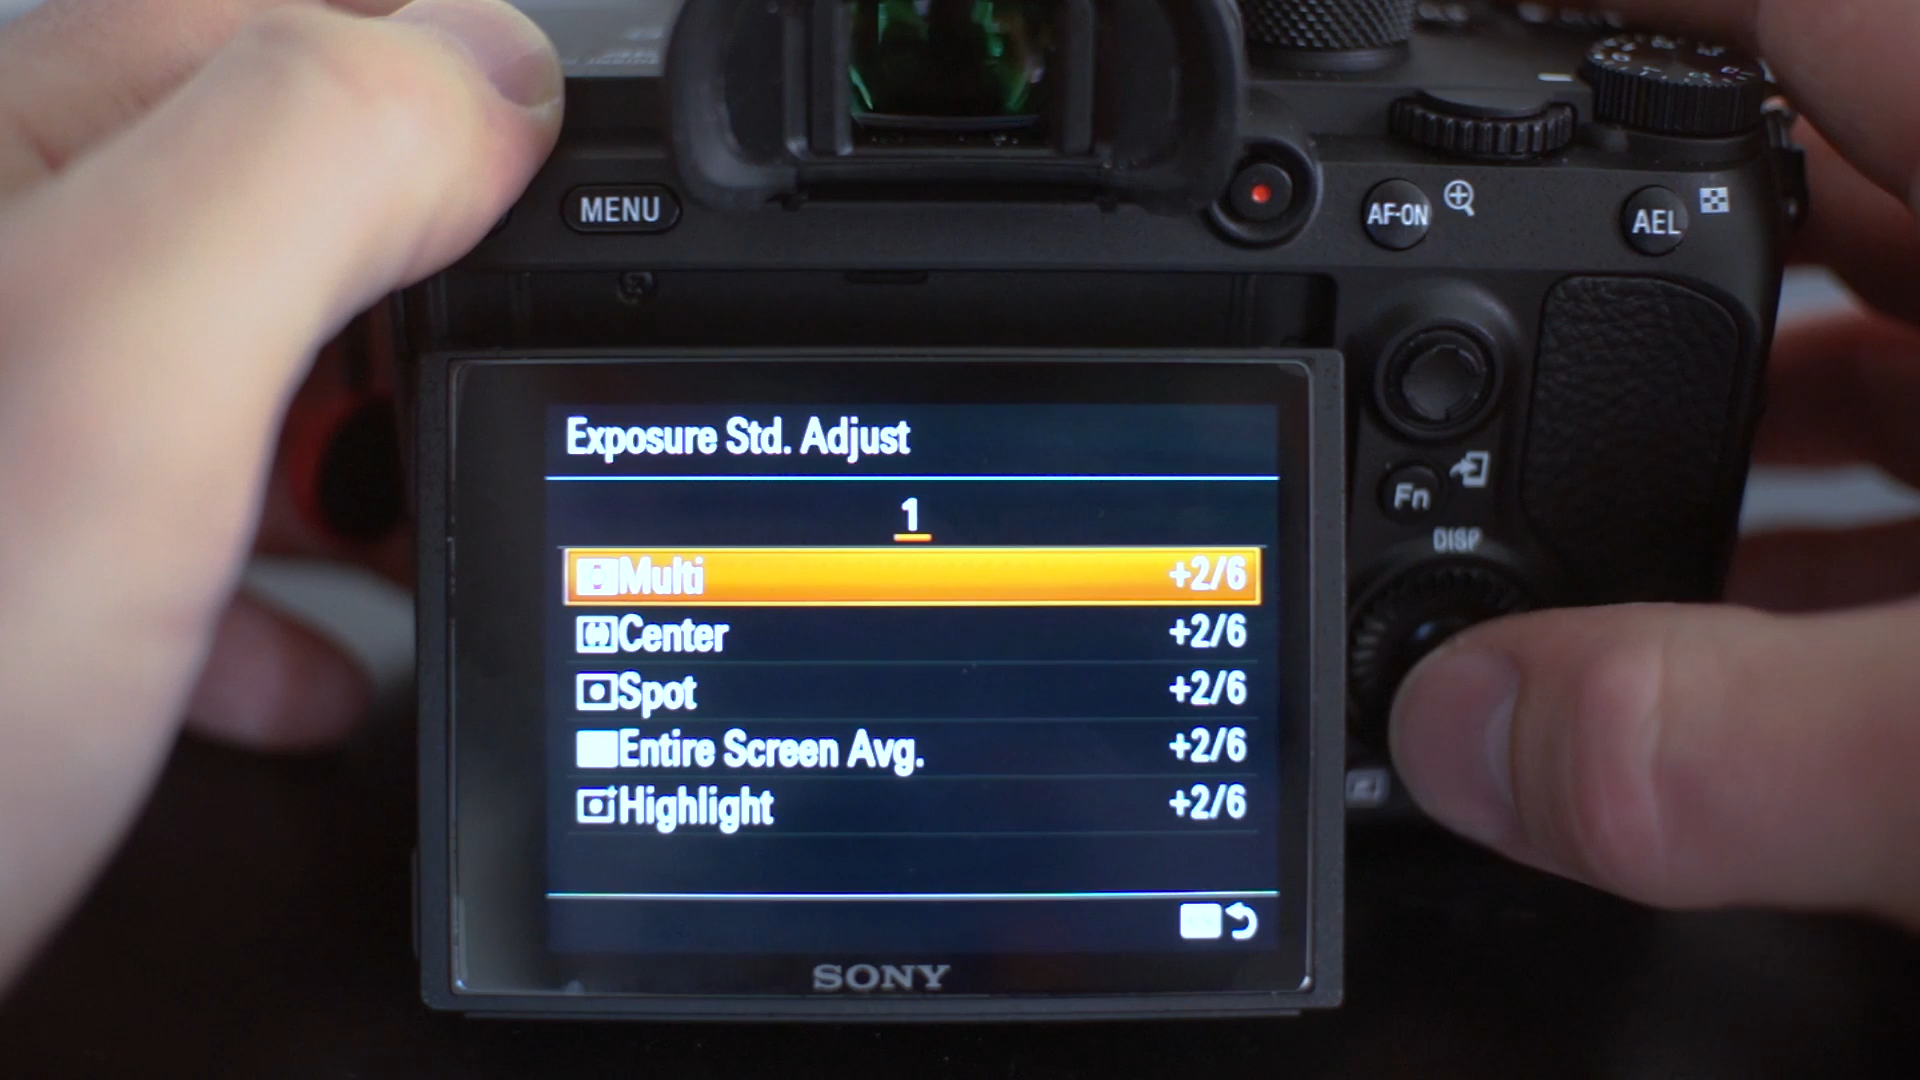 MENU
AF-ON
AEL
Fn
DISP
Exposure Std. Adjust
1
Multi +2/6
Center +2/6
Spot +2/6
Entire Screen Avg. +2/6
Highlight +2/6
SONY